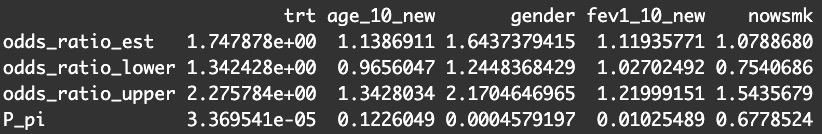 trt age_10_new gender fev1_10_new nowsmk
odds_ratio_est 1.747878e+00 1.1386911 1.6437379415 1.11935771 1.0788680
odds_ratio_lower 1.342428e+00 0.9656047 1.2448368429 1.02702492 0.7540686
odds_ratio_upper 2.275784e+00 1.3428034 2.1704646965 1.21999151 1.5435679
P_pi 3.369541e-05 0.1226049 0.0004579197 0.01025489 0.6778524